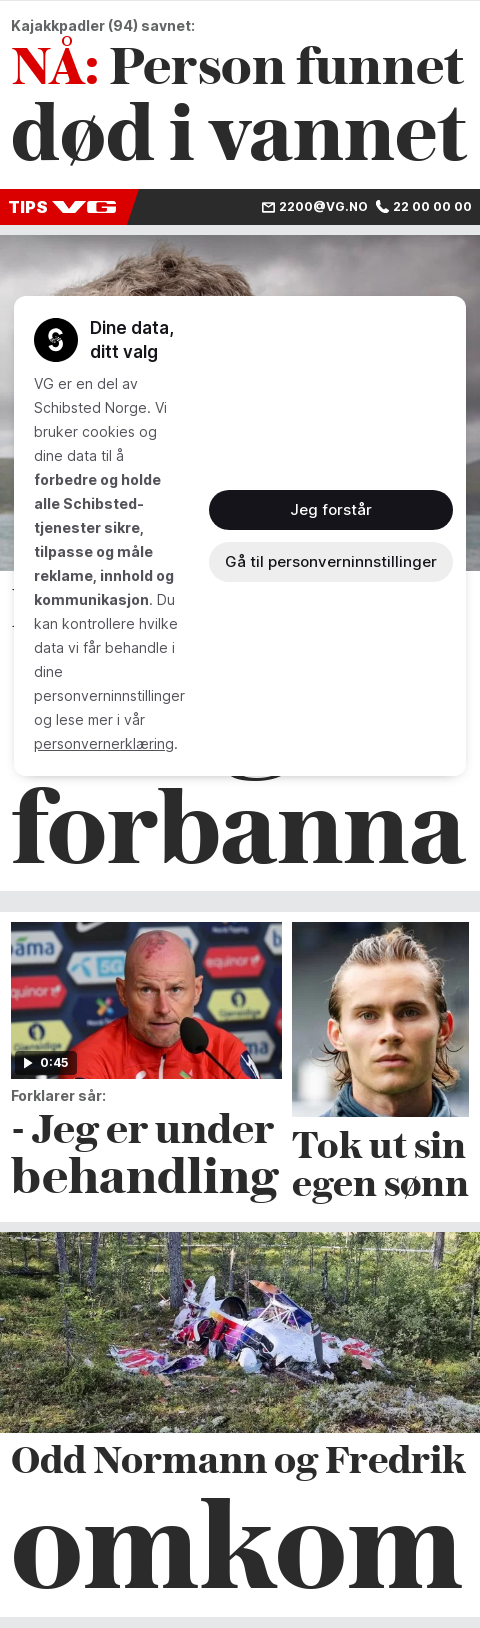 Kajakkpadler (94) savnet:
NÅ: Person funnet
død i vannet
TIPS VG
2200@VG.NO 22 00 00 00
Dine data,
ditt valg
VG er en del av
Schibsted Norge. Vi
bruker cookies og
dine data til å
forbedre og holde
alle Schibsted-
tjenester sikre,
tilpasse og måle
reklame, innhold og
kommunikasjon. Du
kan kontrollere hvilke
data vi får behandle i
dine
personverninnstillinger
og lese mer i vår
personvernerklæring.
Jeg forstår
Gå til personverninnstillinger
forbanna
bama
equinor
Gjensidige
equinor
0:45
Forklarer sår:
- Jeg er under
behandling
Tok ut sin
egen sønn
Odd Normann og Fredrik
omkom